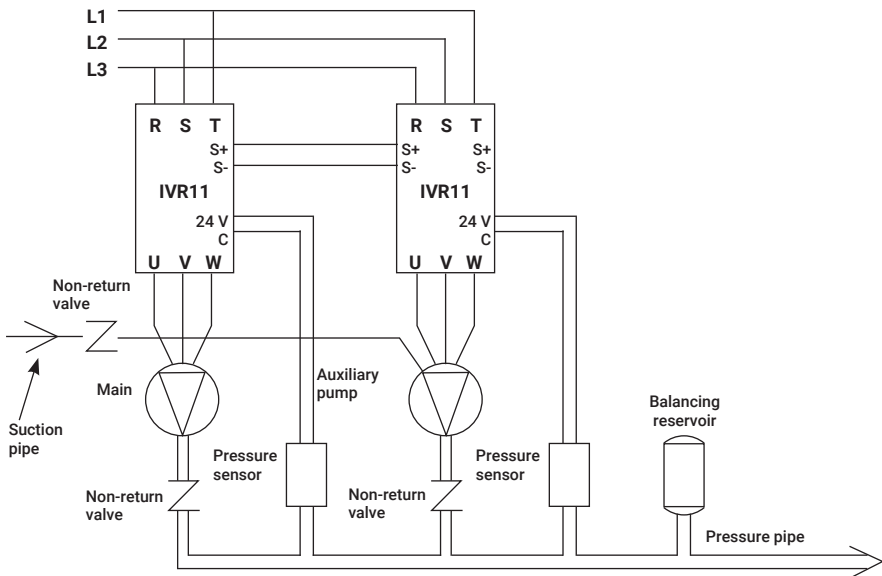 L1
L2
L3
R S T
S+
S-
IVR11
24 V
C
U V W
R S T
S+ S+
S- S-
IVR11
24 V
C
U V W
Non-return
valve
Suction
pipe
Main
Auxiliary
pump
Pressure
sensor
Non-return
valve
Pressure
sensor
Non-return
valve
Balancing
reservoir
Pressure pipe